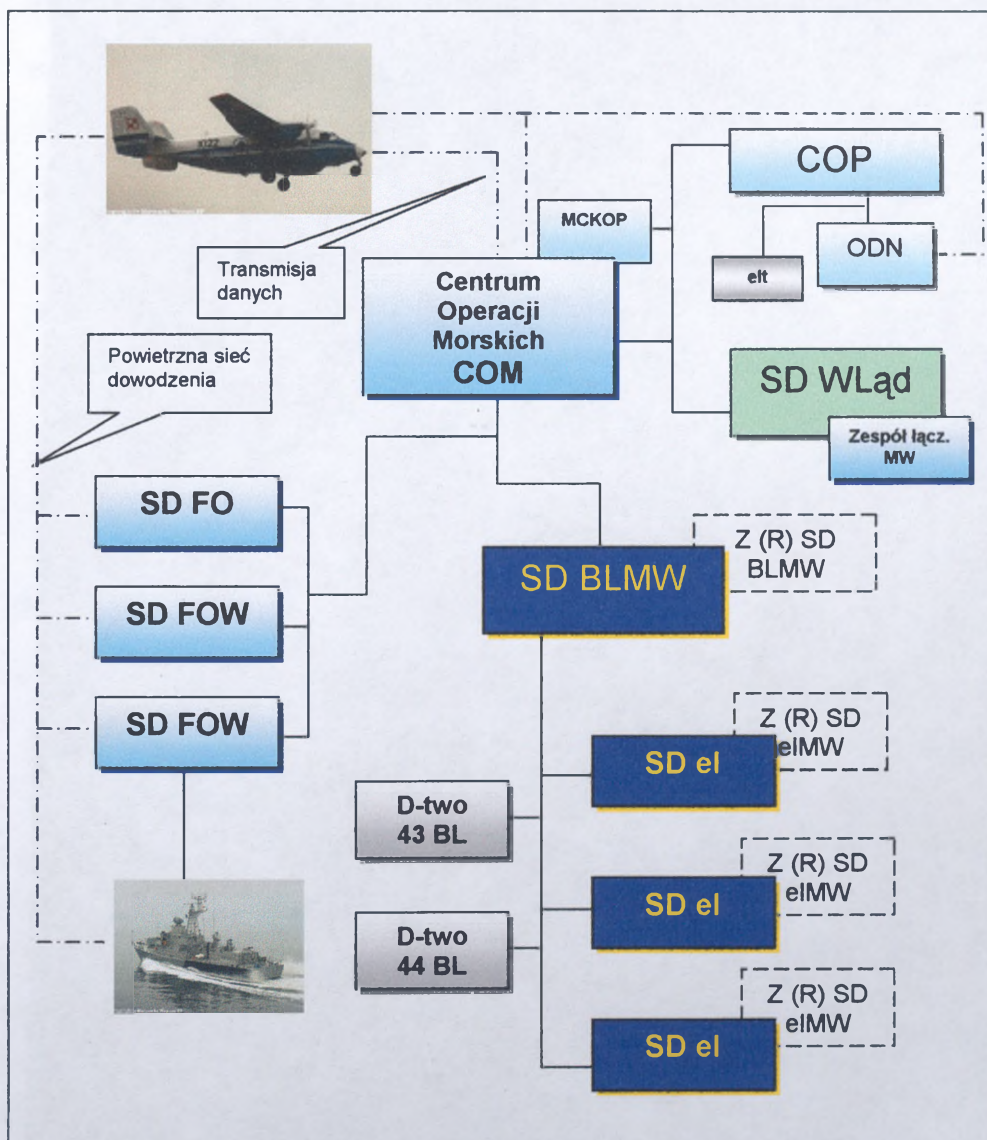 COP
MCKOP
ODN
elt
Transmisja
danych
Centrum
Operacji
Morskich
COM
Powietrzna sieć
dowodzenia
SD WLąd
Zespół łącz.
MW
SD FO
SD FOW
SD FOW
Z (R) SD
BLMW
SD BLMW
Z (R) SD
elMW
SD el
D-two
43 BL
Z (R) SD
elMW
SD el
D-two
44 BL
Z (R) SD
elMW
SD el